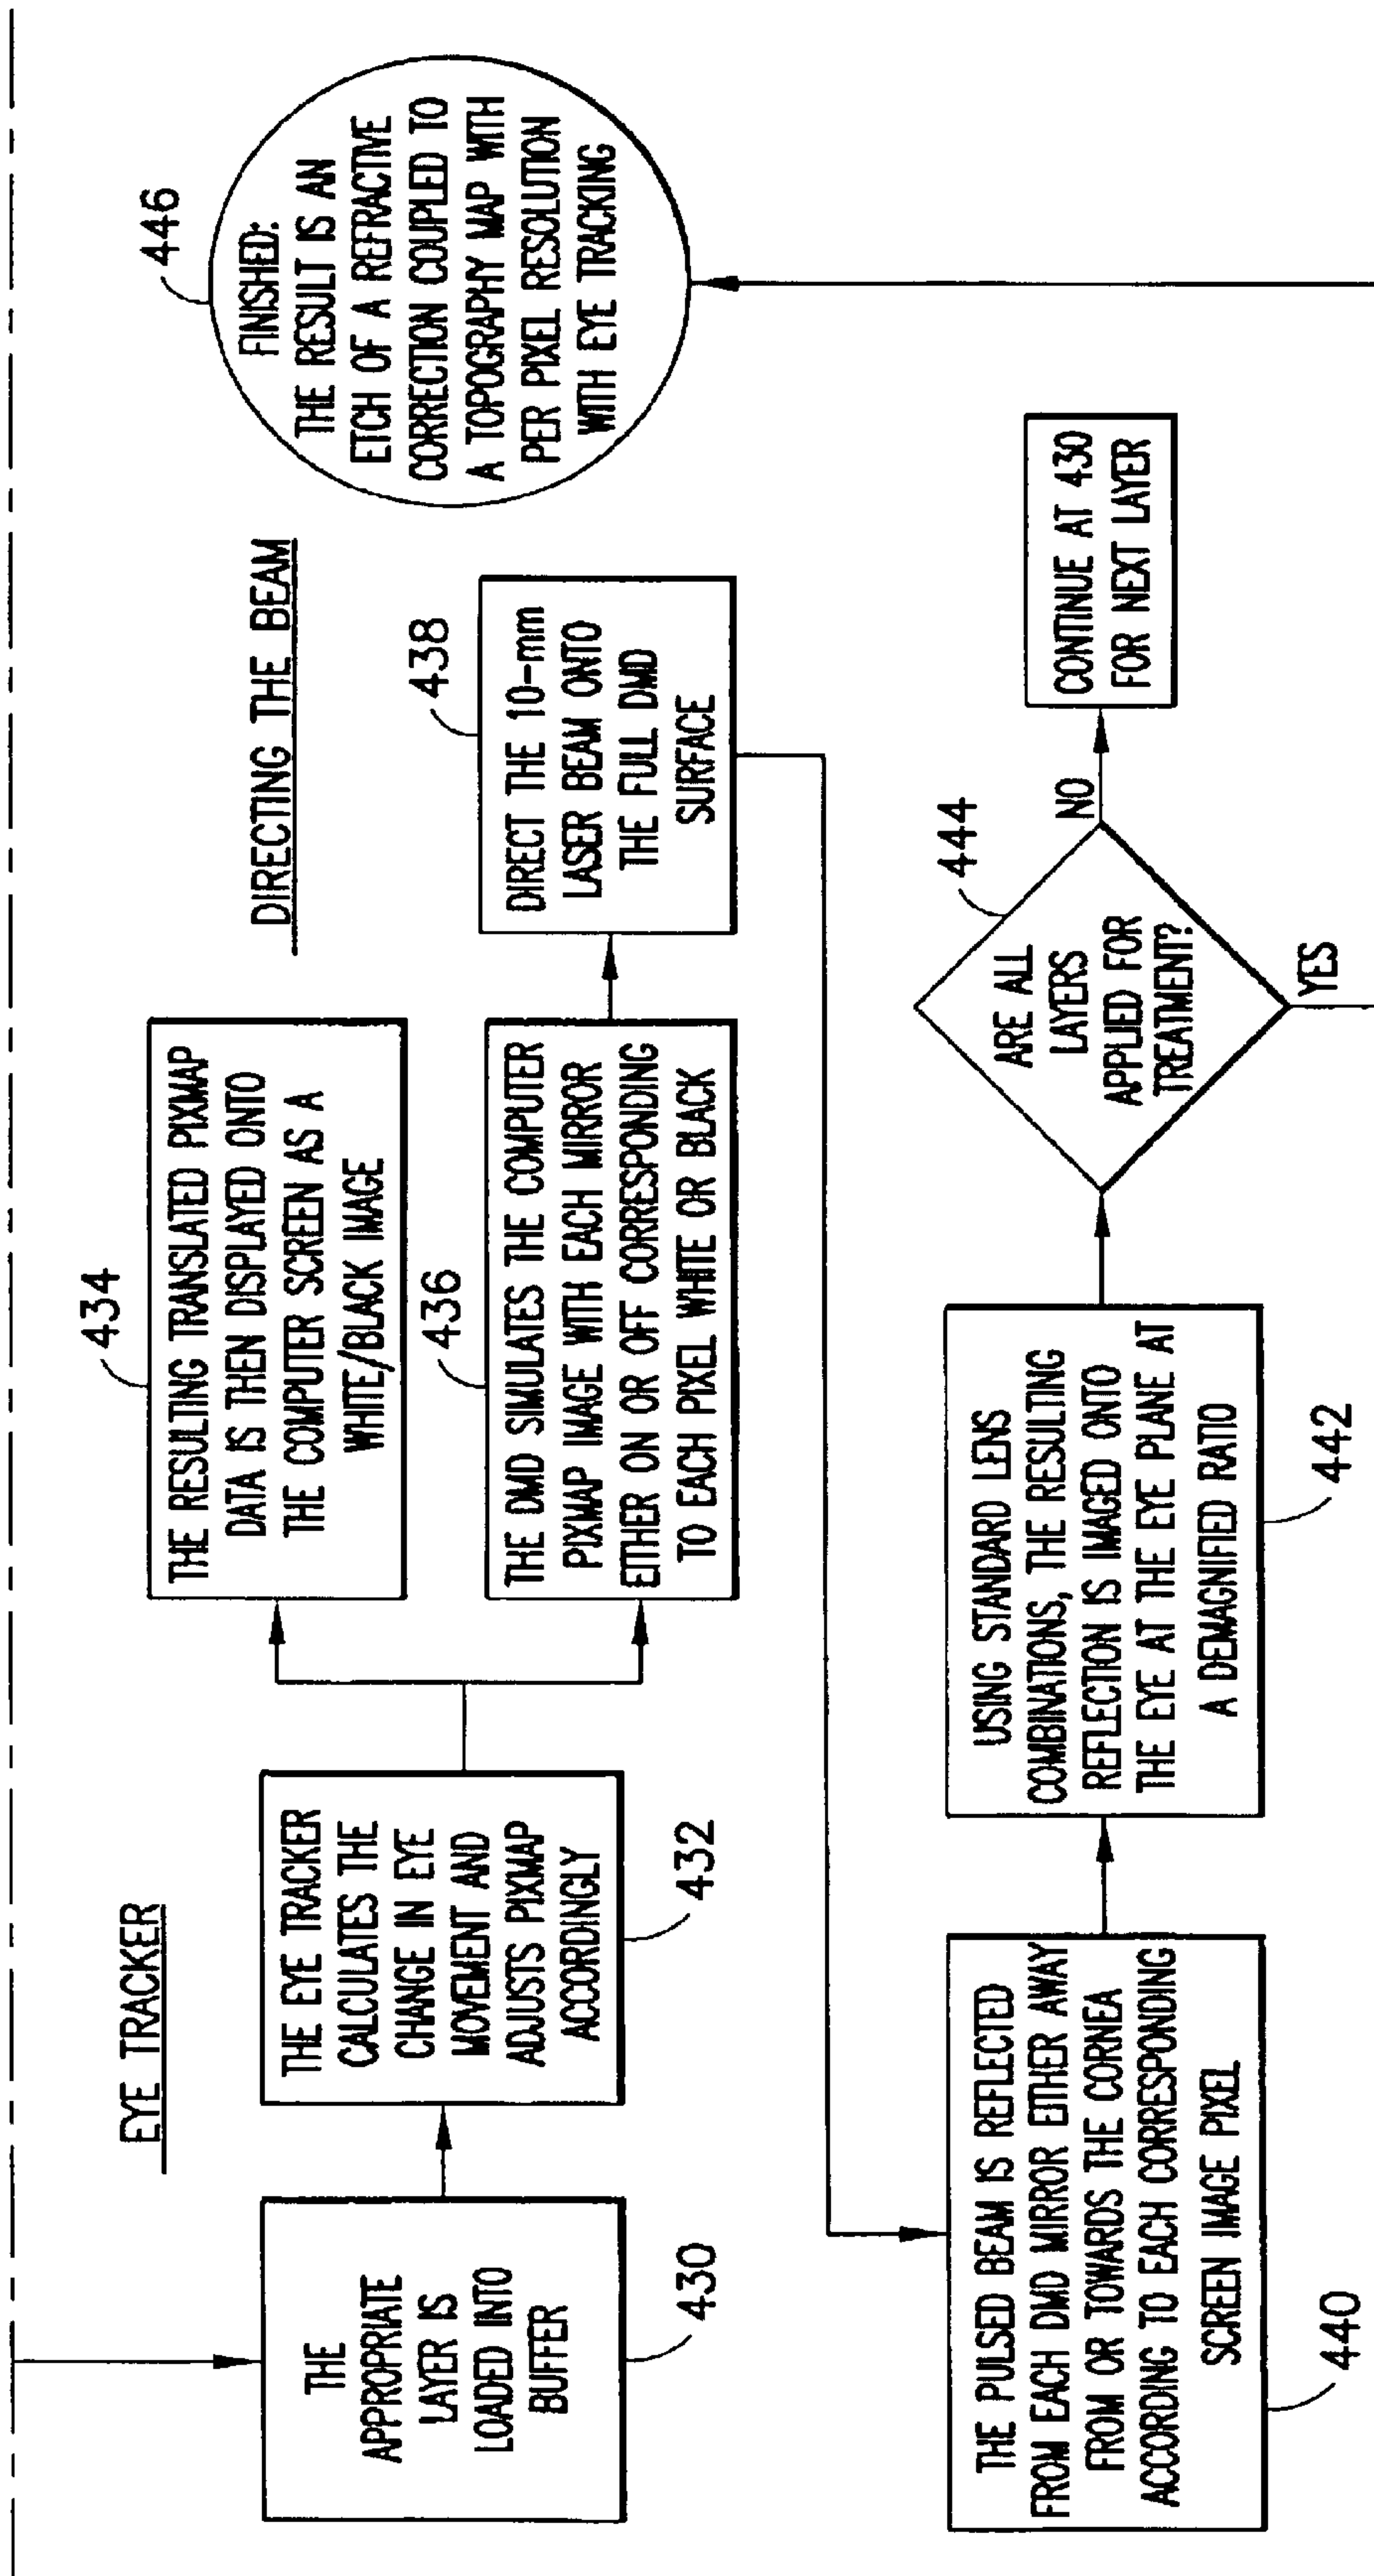 EYE TRACKER
THE
APPROPRIATE
LAYER IS
LOADED INTO
BUFFER
430
THE EYE TRACKER
CALCULATES THE
CHANGE IN EYE
MOVEMENT AND
ADJUSTS PIXMAP
ACCORDINGLY
432
434
THE RESULTING TRANSLATED PIXMAP
DATA IS THEN DISPLAYED ONTO
THE COMPUTER SCREEN AS A
WHITE/BLACK IMAGE
436
THE DMD SIMULATES THE COMPUTER
PIXMAP IMAGE WITH EACH MIRROR
EITHER ON OR OFF CORRESPONDING
TO EACH PIXEL WHITE OR BLACK
DIRECTING THE BEAM
438
DIRECT THE 10-mm
LASER BEAM ONTO
THE FULL DMD
SURFACE
THE PULSED BEAM IS REFLECTED
FROM EACH DMD MIRROR EITHER AWAY
FROM OR TOWARDS THE CORNEA
ACCORDING TO EACH CORRESPONDING
SCREEN IMAGE PIXEL
440
USING STANDARD LENS
COMBINATIONS, THE RESULTING
REFLECTION IS IMAGED ONTO
THE EYE AT THE EYE PLANE AT
A DEMAGNIFIED RATIO
442
444
ARE ALL
LAYERS
APPLIED FOR
TREATMENT?
NO
YES
CONTINUE AT 430
FOR NEXT LAYER
446
FINISHED:
THE RESULT IS AN
ETCH OF A REFRACTIVE
CORRECTION COUPLED TO
A TOPOGRAPHY MAP WITH
PER PIXEL RESOLUTION
WITH EYE TRACKING